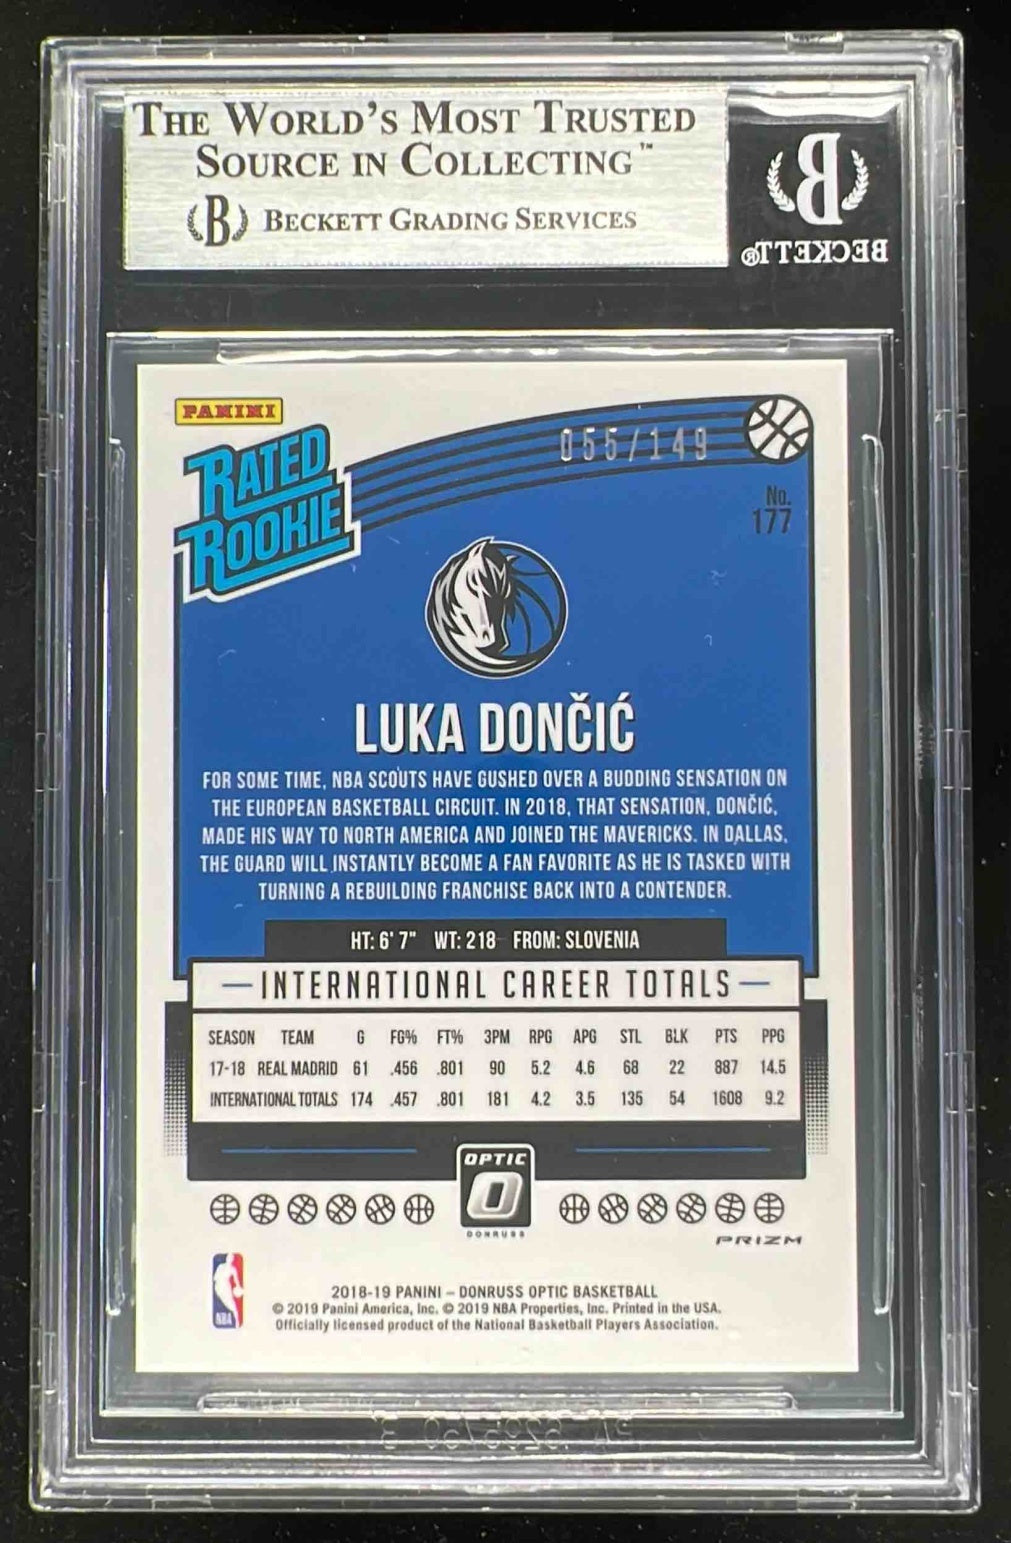 THE WORLD'S MOST TRUSTED
SOURCE IN COLLECTING™
B BECKETT GRADING SERVICES
B
BECKETT®
PANINI
RATED
ROOKIE
055/149
No.
177
LUKA DONČIĆ
FOR SOME TIME, NBA SCOUTS HAVE GUSHED OVER A BUDDING SENSATION ON
THE EUROPEAN BASKETBALL CIRCUIT. IN 2018, THAT SENSATION, DONČIĆ,
MADE HIS WAY TO NORTH AMERICA AND JOINED THE MAVERICKS. IN DALLAS,
THE GUARD WILL INSTANTLY BECOME A FAN FAVORITE AS HE IS TASKED WITH
TURNING A REBUILDING FRANCHISE BACK INTO A CONTENDER.
HT: 6' 7" WT: 218 FROM: SLOVENIA
INTERNATIONAL CAREER TOTALS
SEASON TEAM G FG% FT% 3PM RPG APG STL BLK PTS PPG
17-18 REAL MADRID 61 .456 .801 90 5.2 4.6 68 22 887 14.5
INTERNATIONAL TOTALS 174 .457 .801 181 4.2 3.5 135 54 1608 9.2
OPTIC
O
DONRUSS
PRIZM
NBA
2018-19 PANINI – DONRUSS OPTIC BASKETBALL
© 2019 Panini America, Inc. © 2019 NBA Properties, Inc. Printed in the USA.
Officially licensed product of the National Basketball Players Association.